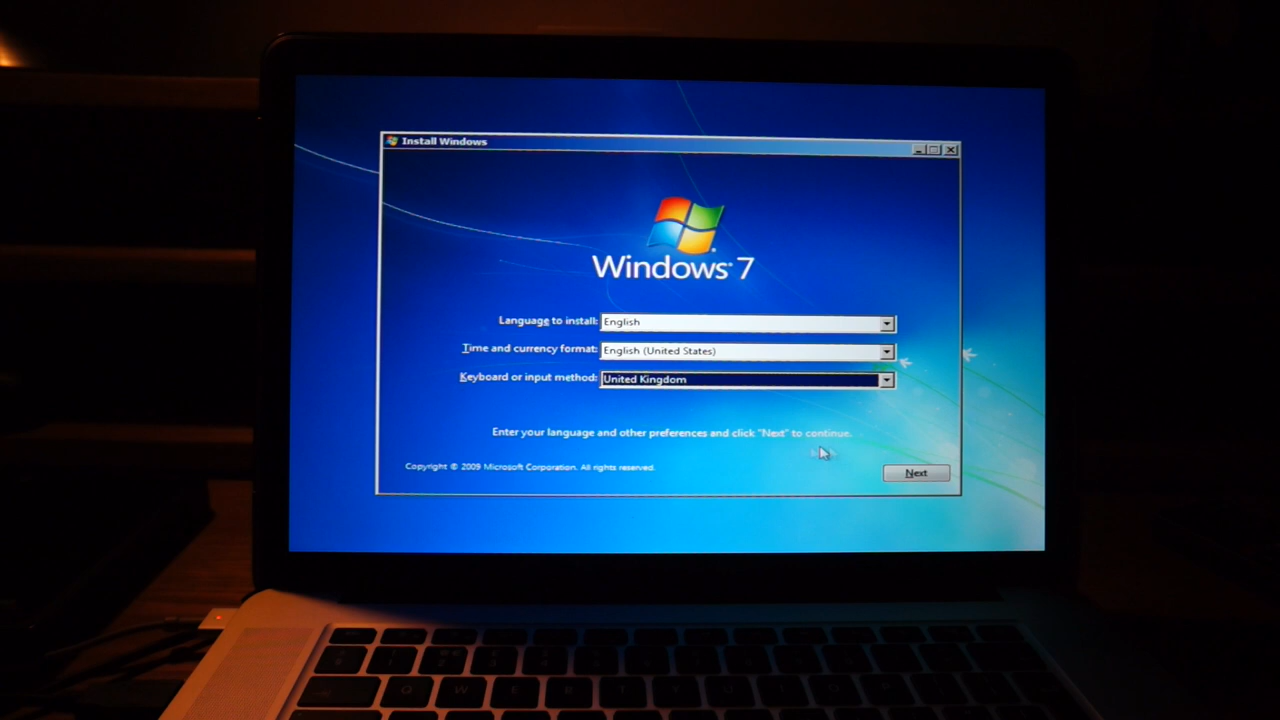 Install Windows
Windows 7
Language to install: English
Time and currency format: English (United States)
Keyboard or input method: United Kingdom
Enter your language and other preferences and click "Next" to continue.
Copyright © 2009 Microsoft Corporation. All rights reserved.
Next
Q W E R T Y U I O P